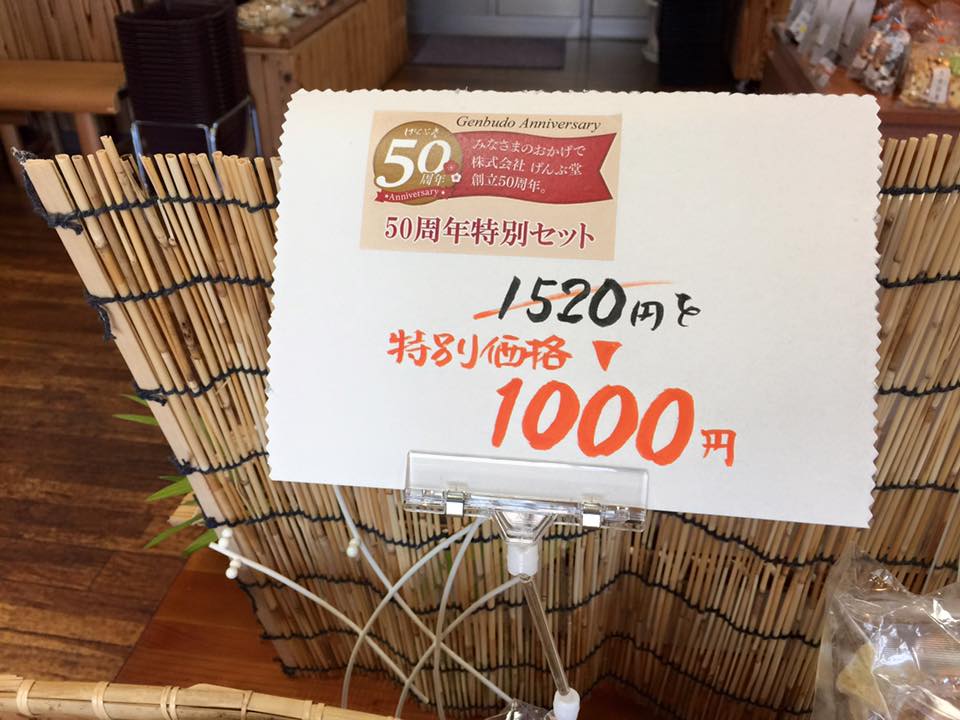 Genbudo Anniversary
げんぶ堂
50
周年
Anniversary
みなさまのおかげで
株式会社 げんぶ堂
創立50周年。
50周年特別セット
1520円を
特別価格▼
1000円